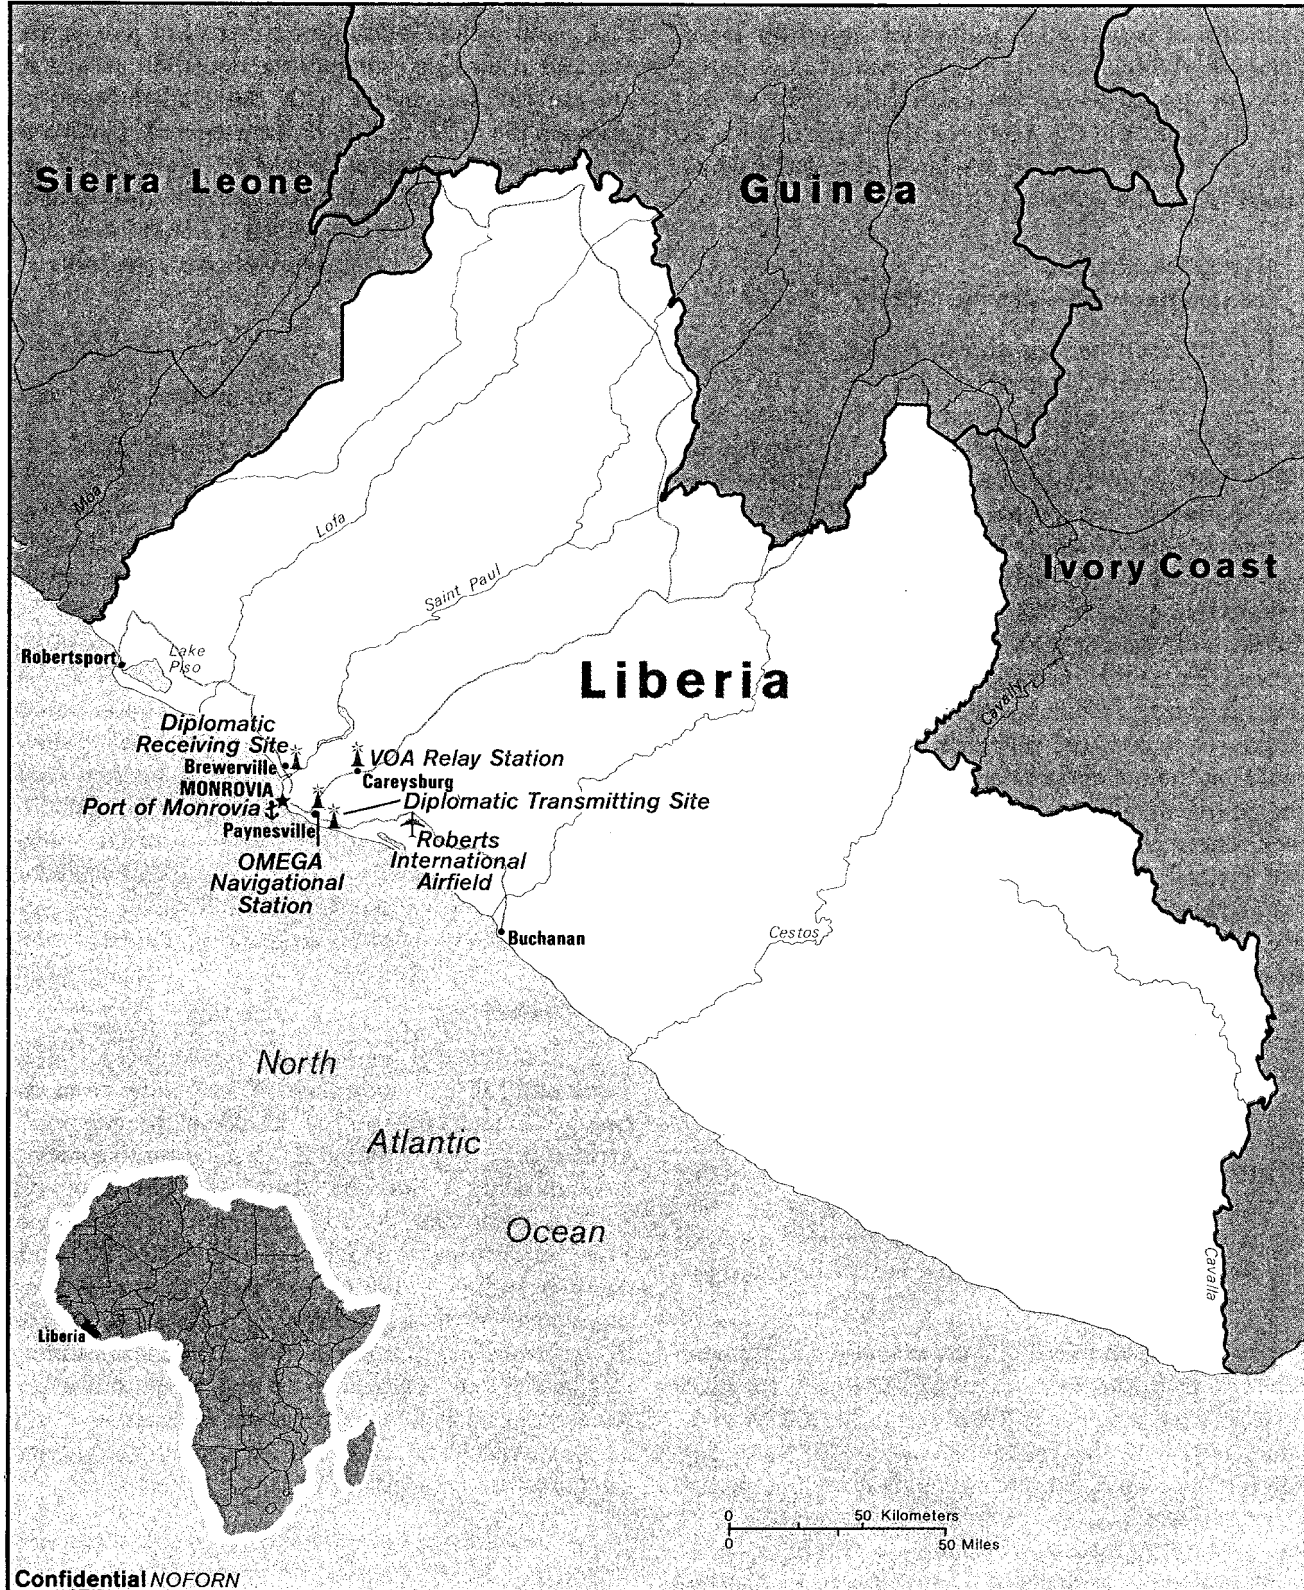 Sierra Leone
Guinea
Moa
Lofa
Saint Paul
Ivory Coast
Robertsport
Lake
Piso
Liberia
Cavally
Diplomatic
Receiving Site
Brewerville
VOA Relay Station
Careysburg
MONROVIA
Port of Monrovia
Diplomatic Transmitting Site
Paynesville
Roberts
International
Airfield
OMEGA
Navigational
Station
Cestos
Buchanan
North
Atlantic
Ocean
Cavalla
Liberia
0 50 Kilometers
0 50 Miles
Confidential NOFORN